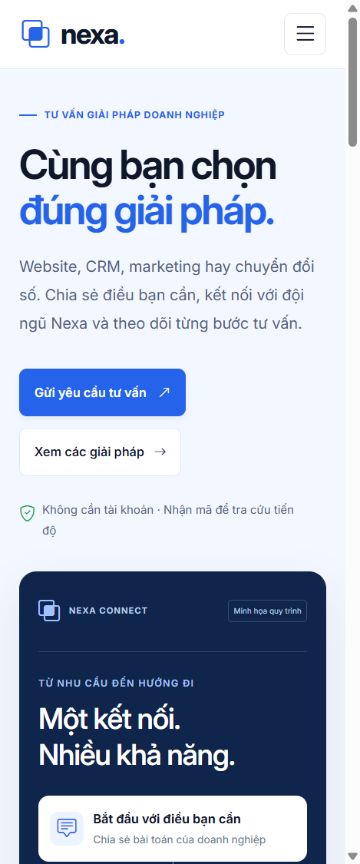 nexa.
TƯ VẤN GIẢI PHÁP DOANH NGHIỆP
Cùng bạn chọn
đúng giải pháp.
Website, CRM, marketing hay chuyển đổi
số. Chia sẻ điều bạn cần, kết nối với đội
ngũ Nexa và theo dõi từng bước tư vấn.
Gửi yêu cầu tư vấn
Xem các giải pháp
Không cần tài khoản · Nhận mã để tra cứu tiến
độ
NEXA CONNECT
Minh họa quy trình
TỪ NHU CẦU ĐẾN HƯỚNG ĐI
Một kết nối.
Nhiều khả năng.
Bắt đầu với điều bạn cần
Chia sẻ bài toán của doanh nghiệp